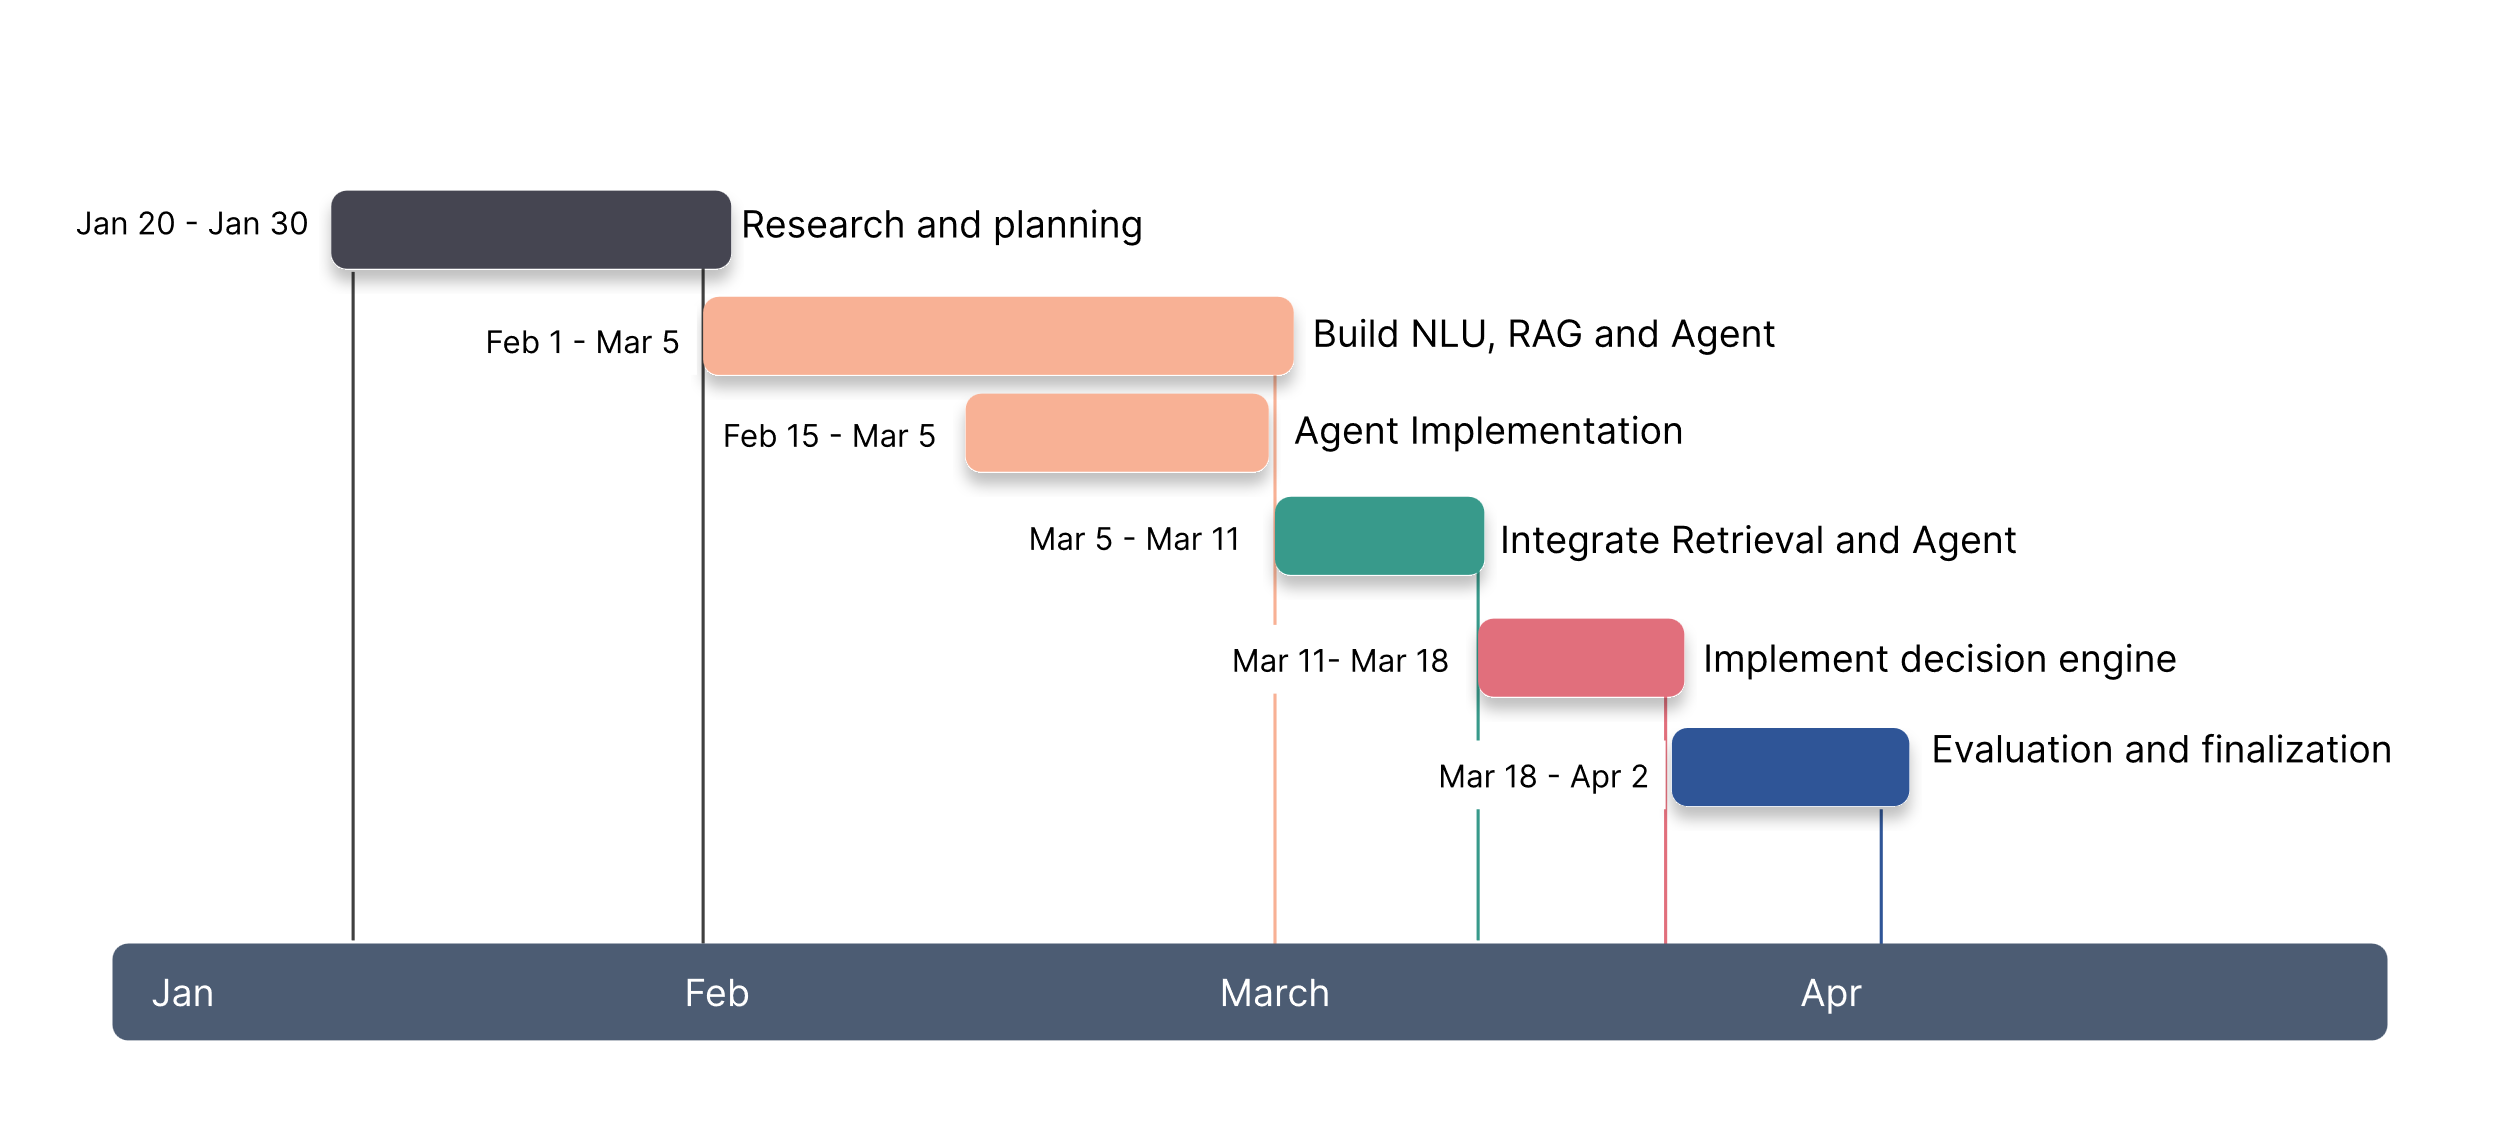 Jan 20 - Jan 30
Research and planning
Feb 1 - Mar 5
Build NLU, RAG and Agent
Feb 15 - Mar 5
Agent Implementation
Mar 5 - Mar 11
Integrate Retrieval and Agent
Mar 11- Mar 18
Implement decision engine
Mar 18 - Apr 2
Evaluation and finalization
Jan
Feb
March
Apr